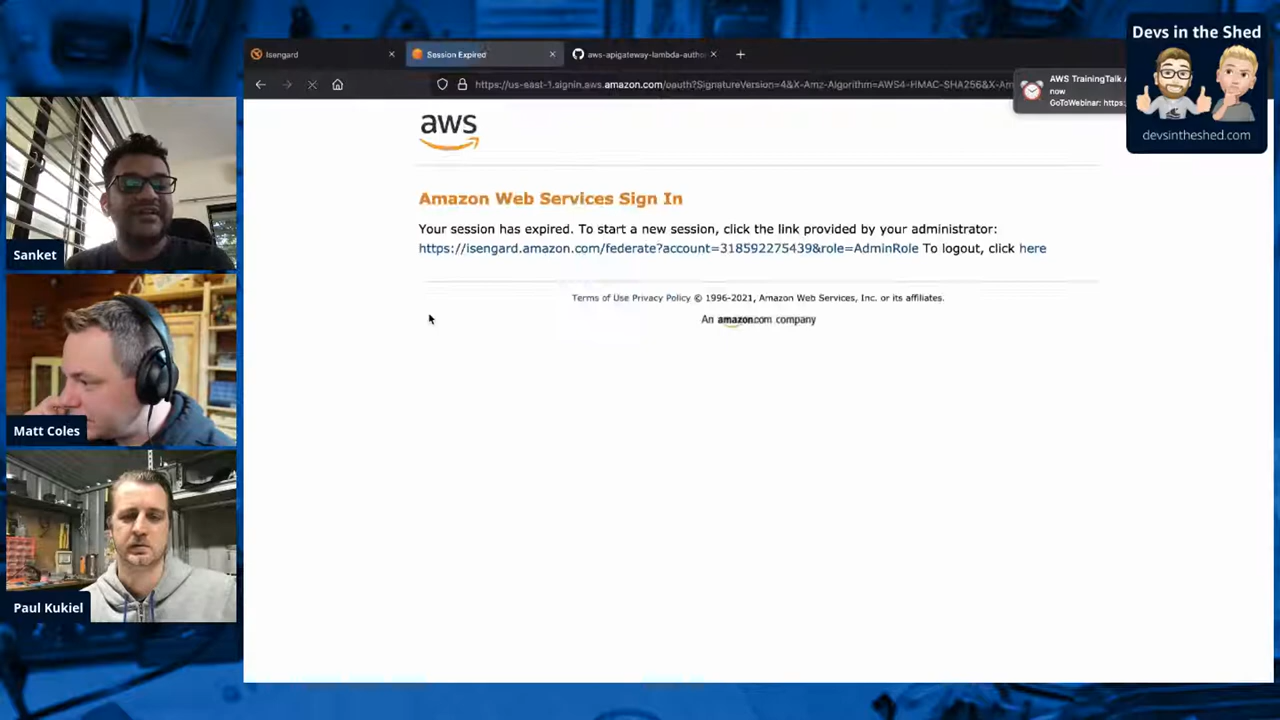 Isengard
Session Expired
aws-apigateway-lambda-autho
https://us-east-1.signin.aws.amazon.com/oauth?SignatureVersion=4&X-Amz-Algorithm=AWS4-HMAC-SHA256&X-Am
AWS TrainingTalk
now
GoToWebinar: https:
Devs in the Shed
devsintheshed.com
aws
Amazon Web Services Sign In
Your session has expired. To start a new session, click the link provided by your administrator:
https://isengard.amazon.com/federate?account=318592275439&role=AdminRole To logout, click here
Terms of Use Privacy Policy © 1996-2021, Amazon Web Services, Inc. or its affiliates.
An amazon.com company
Sanket
Matt Coles
Paul Kukiel